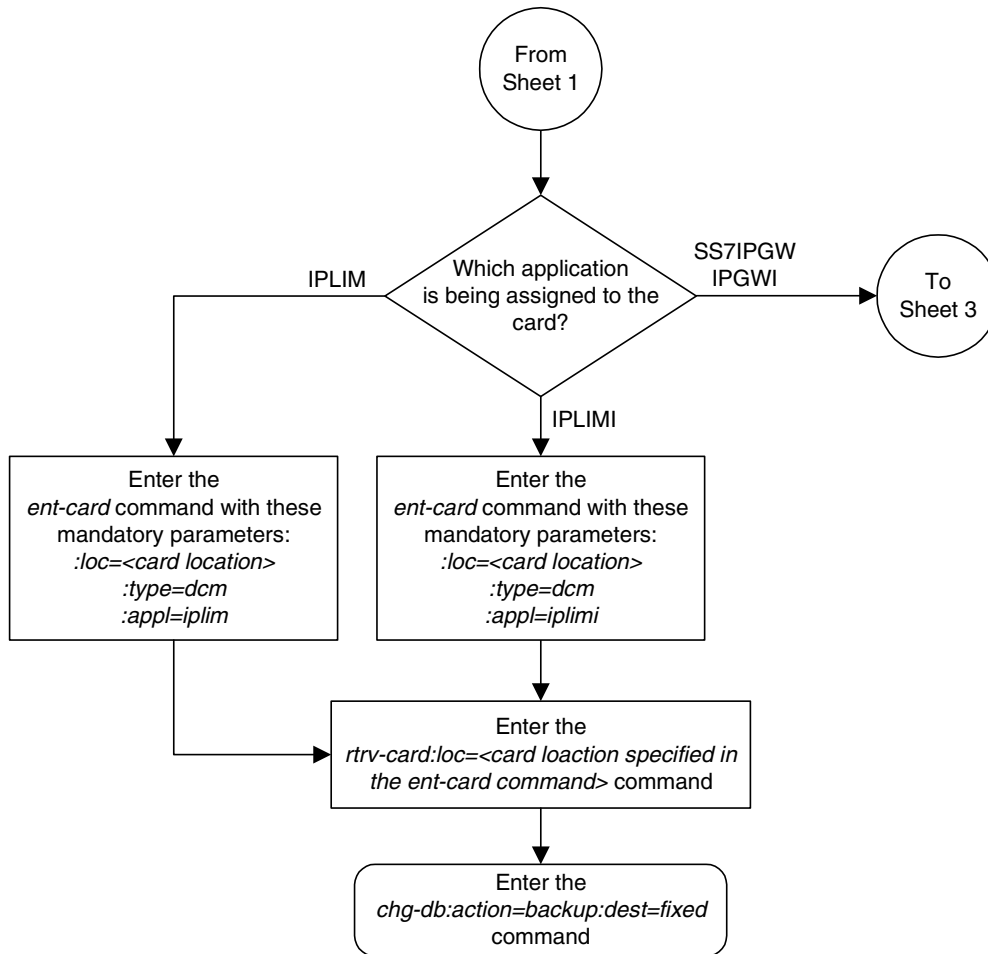 From
Sheet 1
Which application
is being assigned to the
card?
IPLIM
SS7IPGW
IPGWI
To
Sheet 3
IPLIMI
Enter the
ent-card command with these
mandatory parameters:
:loc=<card location>
:type=dcm
:appl=iplim
Enter the
ent-card command with these
mandatory parameters:
:loc=<card location>
:type=dcm
:appl=iplimi
Enter the
rtrv-card:loc=<card loaction specified in
the ent-card command> command
Enter the
chg-db:action=backup:dest=fixed
command